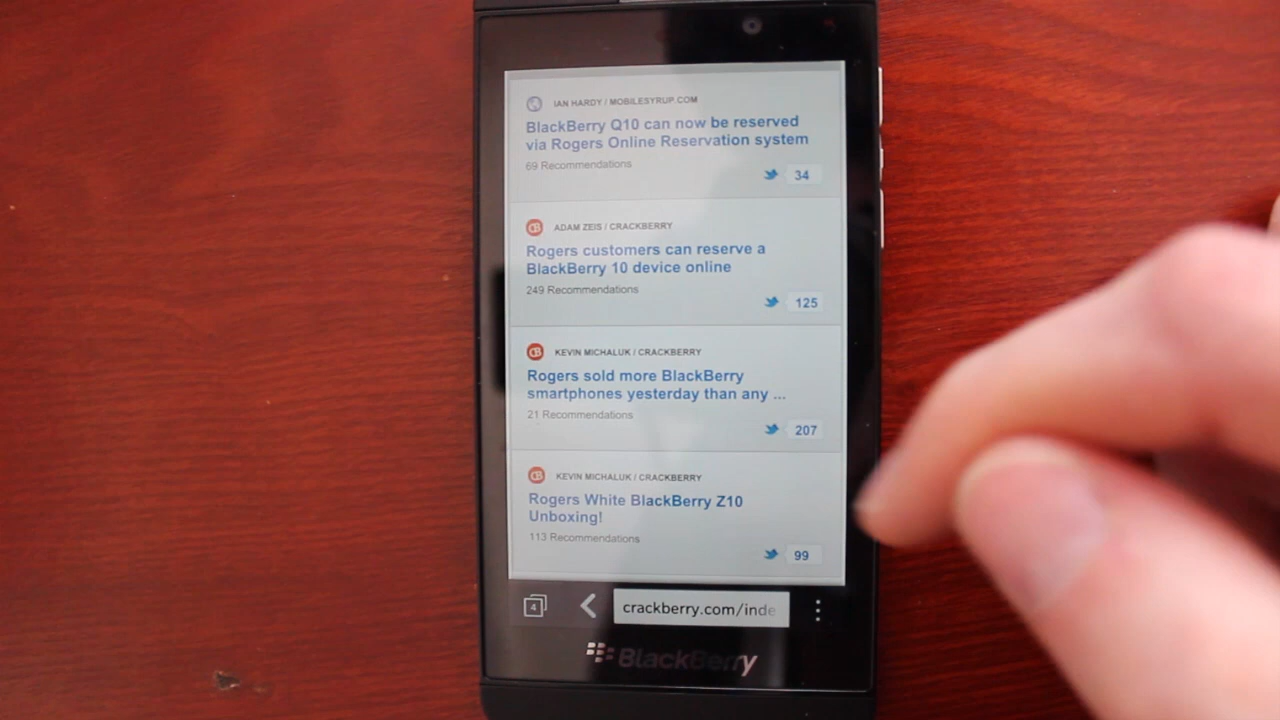 IAN HARDY / MOBILESYRUP.COM
BlackBerry Q10 can now be reserved
via Rogers Online Reservation system
69 Recommendations
34
ADAM ZEIS / CRACKBERRY
Rogers customers can reserve a
BlackBerry 10 device online
249 Recommendations
125
KEVIN MICHALUK / CRACKBERRY
Rogers sold more BlackBerry
smartphones yesterday than any ...
21 Recommendations
207
KEVIN MICHALUK / CRACKBERRY
Rogers White BlackBerry Z10
Unboxing!
113 Recommendations
99
4
crackberry.com/inde
BlackBerry